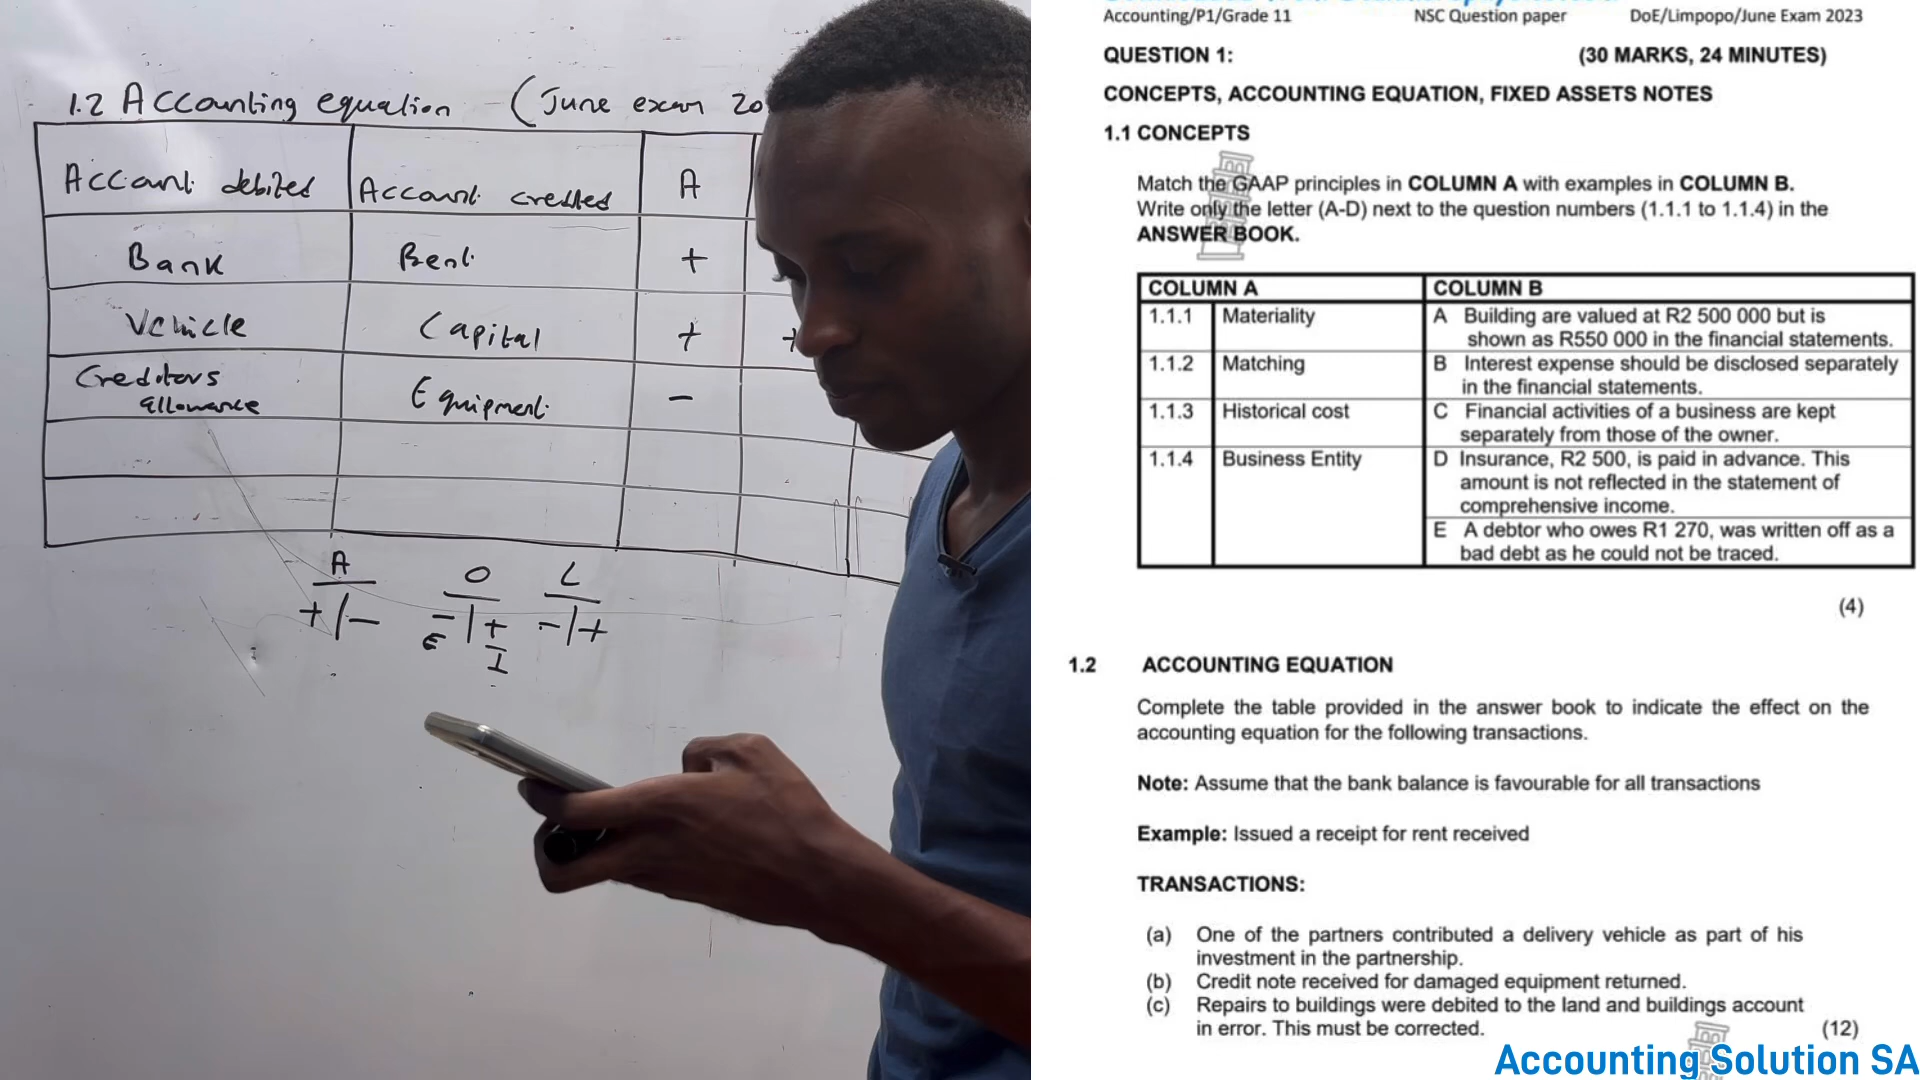 1.2 Accounting equation - (June exam 20
Account debited
Account credited
A
Bank
Rent
+
Vehicle
Capital
+
+
Creditors
allowance
Equipment
-
A
O
L
+ | -
- | +
- | +
E
I
Accounting/P1/Grade 11
NSC Question paper
DoE/Limpopo/June Exam 2023
QUESTION 1:
(30 MARKS, 24 MINUTES)
CONCEPTS, ACCOUNTING EQUATION, FIXED ASSETS NOTES
1.1 CONCEPTS
Match the GAAP principles in COLUMN A with examples in COLUMN B.
Write only the letter (A-D) next to the question numbers (1.1.1 to 1.1.4) in the
ANSWER BOOK.
COLUMN A
COLUMN B
1.1.1 Materiality
A Building are valued at R2 500 000 but is
shown as R550 000 in the financial statements.
1.1.2 Matching
B Interest expense should be disclosed separately
in the financial statements.
1.1.3 Historical cost
C Financial activities of a business are kept
separately from those of the owner.
1.1.4 Business Entity
D Insurance, R2 500, is paid in advance. This
amount is not reflected in the statement of
comprehensive income.
E A debtor who owes R1 270, was written off as a
bad debt as he could not be traced.
(4)
1.2 ACCOUNTING EQUATION
Complete the table provided in the answer book to indicate the effect on the
accounting equation for the following transactions.
Note: Assume that the bank balance is favourable for all transactions
Example: Issued a receipt for rent received
TRANSACTIONS:
(a) One of the partners contributed a delivery vehicle as part of his
investment in the partnership.
(b) Credit note received for damaged equipment returned.
(c) Repairs to buildings were debited to the land and buildings account
in error. This must be corrected.
(12)
Accounting Solution SA